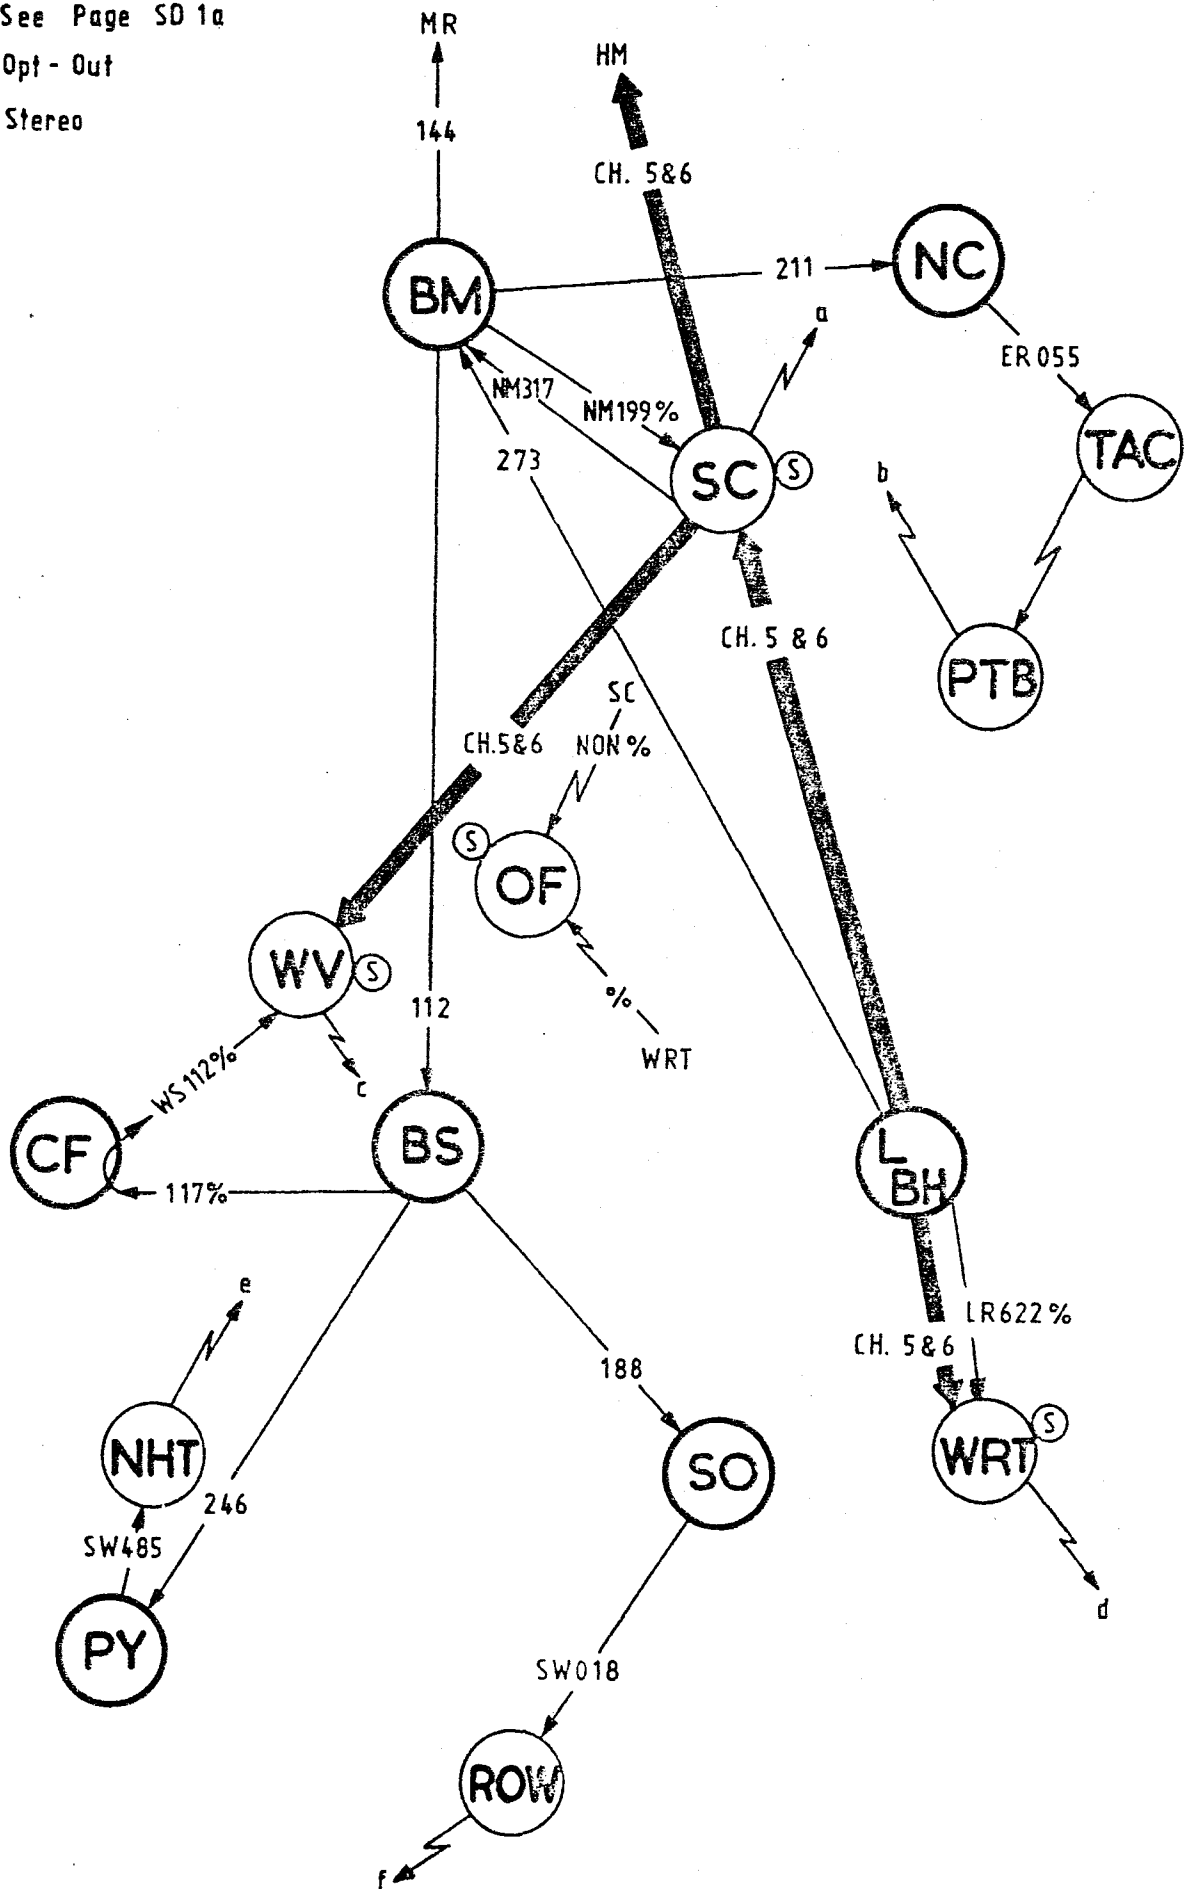 See Page SD 1a
Opt - Out
Stereo
MR
HM
144
CH. 5&6
NC
BM
211
a
ER 055
NM317
NM199%
TAC
273
SC
S
b
CH. 5 & 6
PTB
SC
CH.5&6
NON %
S
OF
WV
S
%
112
WRT
WS112%
c
CF
BS
L
BH
117%
e
LR622%
CH. 5&6
188
S
NHT
WRT
SO
246
SW485
d
PY
SW018
ROW
f